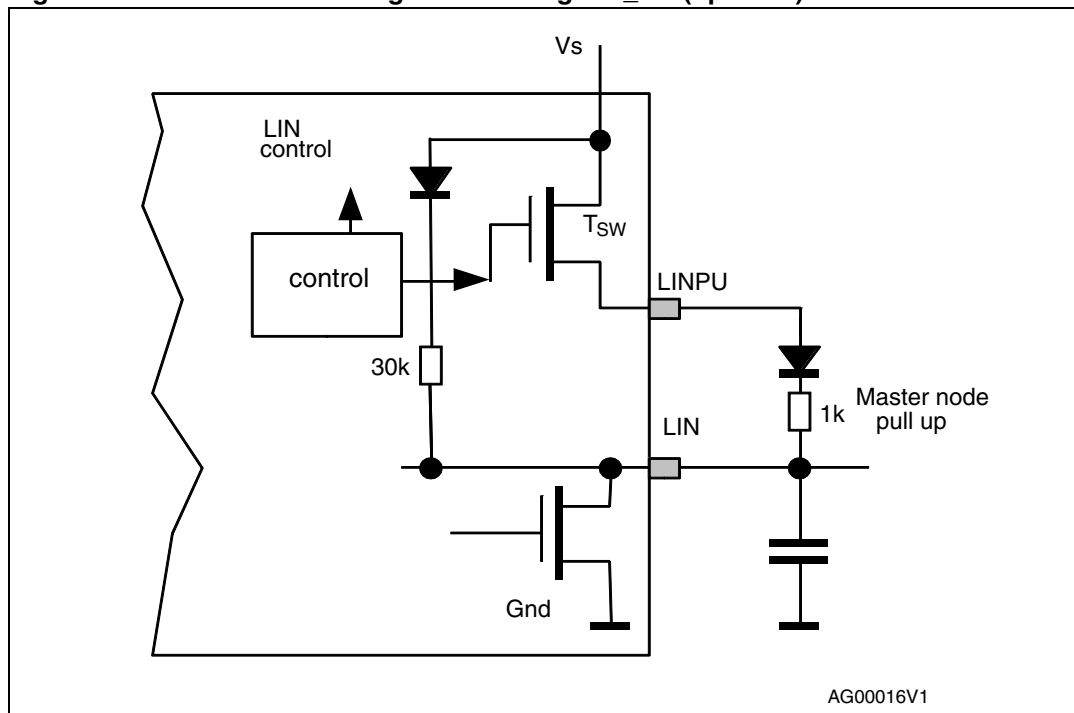 Vs
LIN
control
T_SW
control
LINPU
30k
1k
Master node
pull up
LIN
Gnd
AG00016V1